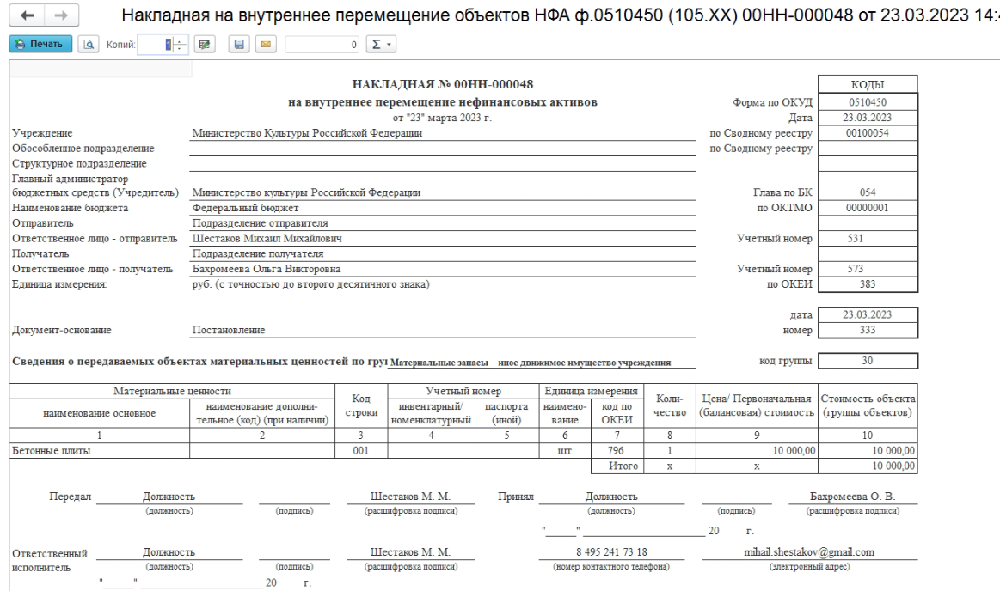 Накладная на внутреннее перемещение объектов НФА ф.0510450 (105.XX) 00НН-000048 от 23.03.2023 14:
Печать Копий: 1 0 Σ
НАКЛАДНАЯ № 00НН-000048 КОДЫ
на внутреннее перемещение нефинансовых активов Форма по ОКУД 0510450
от "23" марта 2023 г. Дата 23.03.2023
Учреждение Министерство Культуры Российской Федерации по Сводному реестру 00100054
Обособленное подразделение по Сводному реестру
Структурное подразделение
Главный администратор
бюджетных средств (Учредитель) Министерство культуры Российской Федерации Глава по БК 054
Наименование бюджета Федеральный бюджет по ОКТМО 00000001
Отправитель Подразделение отправителя
Ответственное лицо - отправитель Шестаков Михаил Михайлович Учетный номер 531
Получатель Подразделение получателя
Ответственное лицо - получатель Бахромеева Ольга Викторовна Учетный номер 573
Единица измерения: руб. (с точностью до второго десятичного знака) по ОКЕИ 383
дата 23.03.2023
Документ-основание Постановление номер 333
Сведения о передаваемых объектах материальных ценностей по груп Материальные запасы – иное движимое имущество учреждения код группы 30
Материальные ценности Код строки Учетный номер Единица измерения Коли-чество Цена/ Первоначальная (балансовая) стоимость Стоимость объекта (группы объектов)
наименование основное наименование дополни-тельное (код) (при наличии) инвентарный/ номенклатурный паспорта (иной) наимено-вание код по ОКЕИ
1 2 3 4 5 6 7 8 9 10
Бетонные плиты 001 шт 796 1 10 000,00 10 000,00
Итого х х 10 000,00
Передал Должность Шестаков М. М. Принял Должность Бахромеева О. В.
(должность) (подпись) (расшифровка подписи) (должность) (подпись) (расшифровка подписи)
"_____" ____________________ 20 г.
Ответственный Должность Шестаков М. М. 8 495 241 73 18 mihail.shestakov@gmail.com
исполнитель (должность) (подпись) (расшифровка подписи) (номер контактного телефона) (электронный адрес)
"_____" ____________________ 20 г.